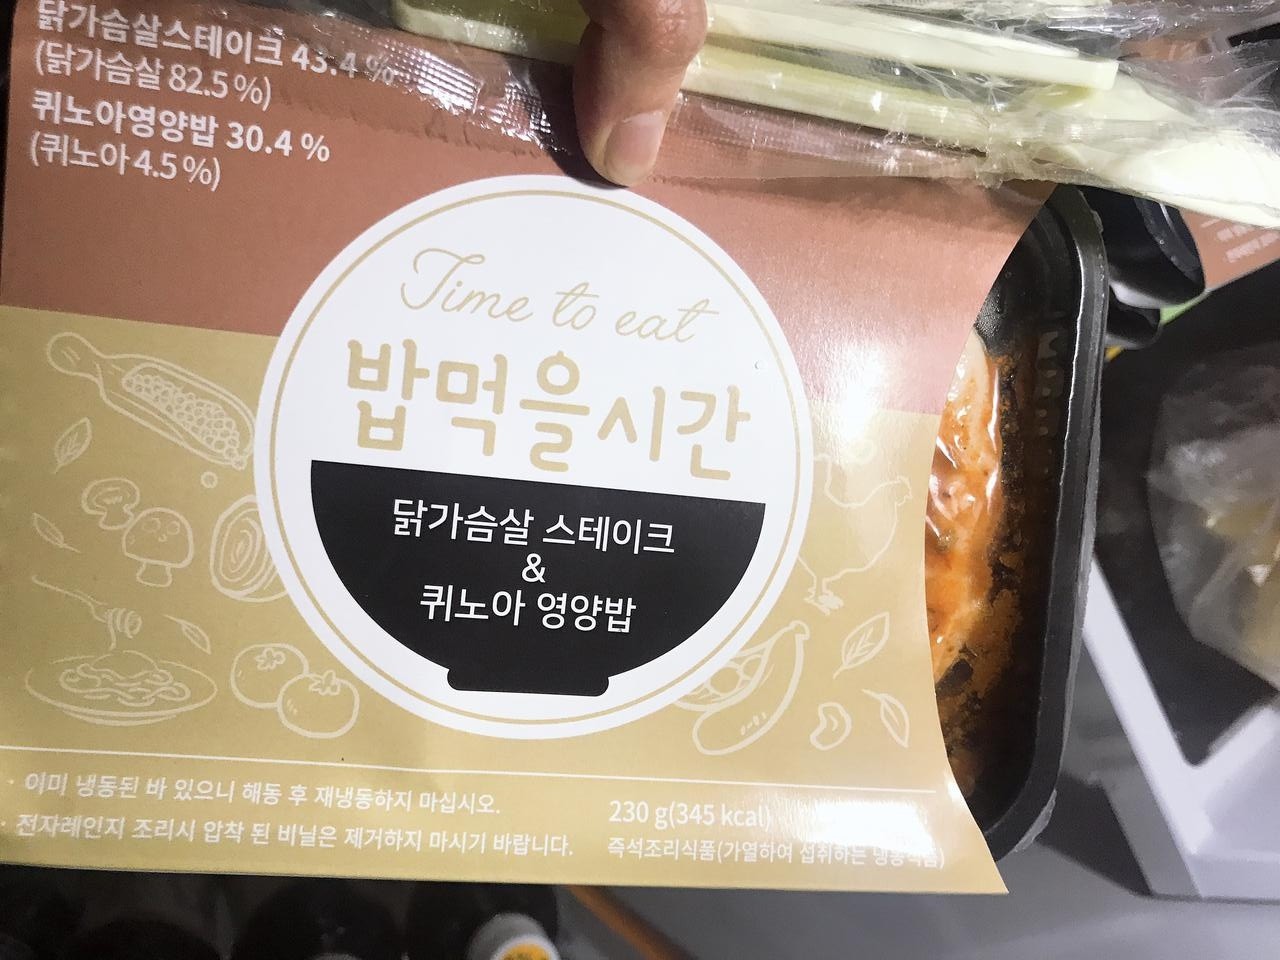 닭가슴살스테이크 43.4 %
(닭가슴살 82.5 %)
퀴노아영양밥 30.4 %
(퀴노아 4.5 %)
Time to eat
밥먹을시간
닭가슴살 스테이크
&
퀴노아 영양밥
· 이미 냉동된 바 있으니 해동 후 재냉동하지 마십시오.
· 전자레인지 조리시 압착 된 비닐은 제거하지 마시기 바랍니다.
230 g(345 kcal)
즉석조리식품(가열하여 섭취하는 냉동식품)